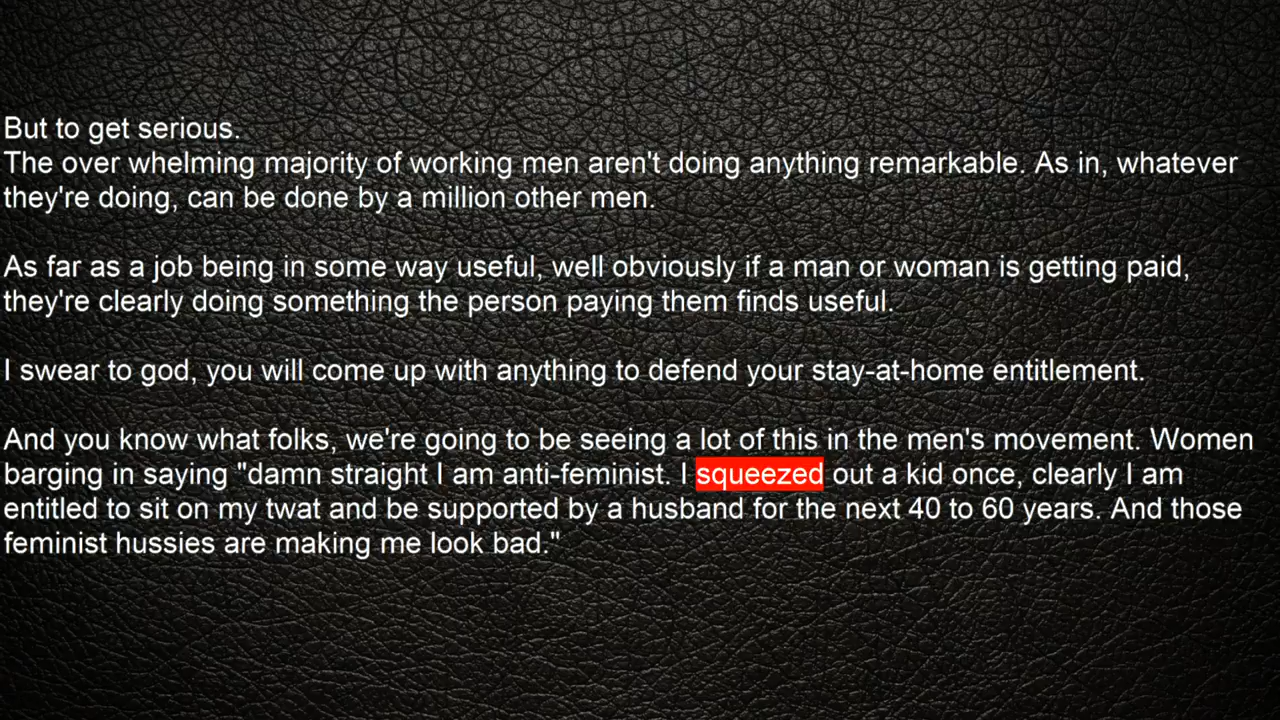 But to get serious.
The over whelming majority of working men aren't doing anything remarkable. As in, whatever
they're doing, can be done by a million other men.
As far as a job being in some way useful, well obviously if a man or woman is getting paid,
they're clearly doing something the person paying them finds useful.
I swear to god, you will come up with anything to defend your stay-at-home entitlement.
And you know what folks, we're going to be seeing a lot of this in the men's movement. Women
barging in saying "damn straight I am anti-feminist. I squeezed out a kid once, clearly I am
entitled to sit on my twat and be supported by a husband for the next 40 to 60 years. And those
feminist hussies are making me look bad."